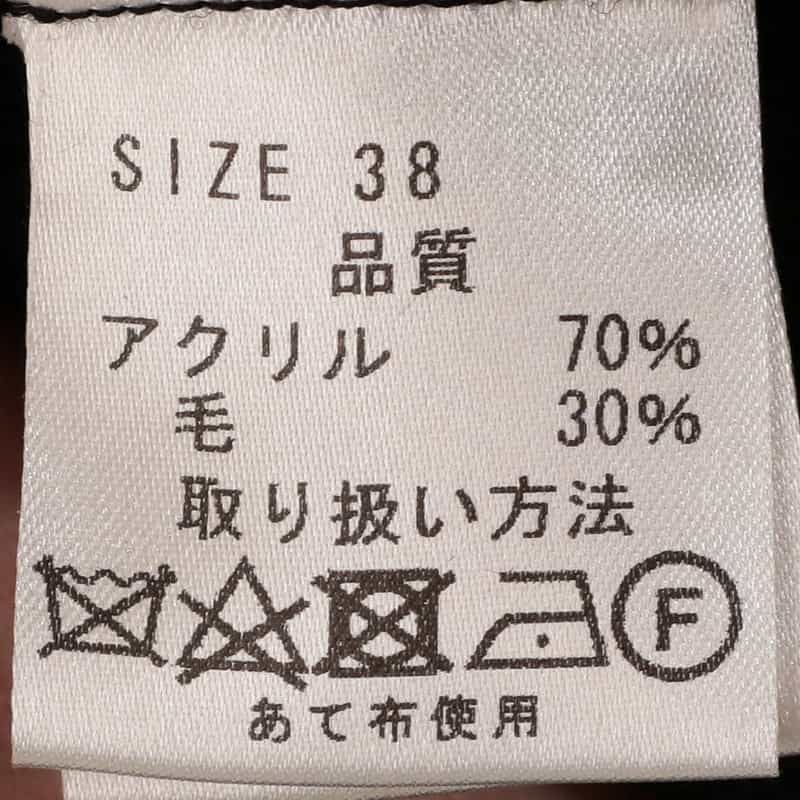 SIZE 38
品質
アクリル 70%
毛 30%
取り扱い方法
F
あて布使用